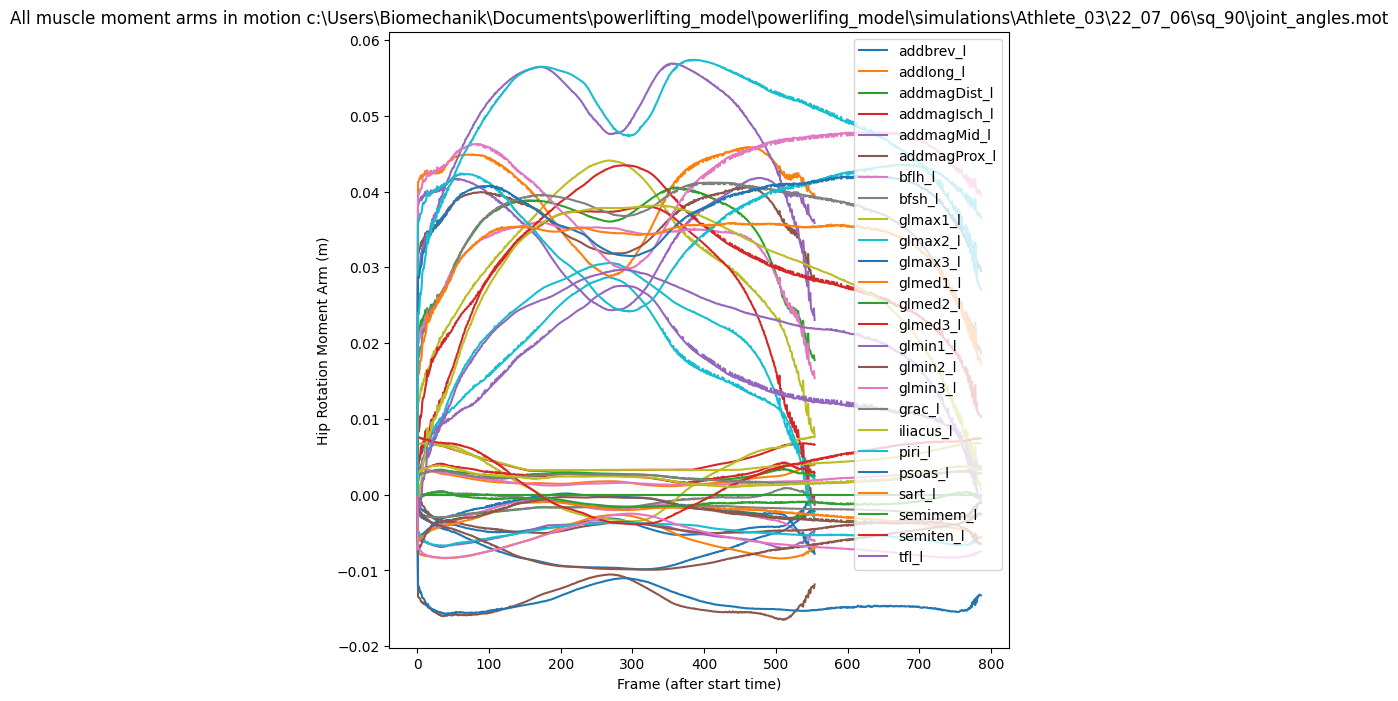 All muscle moment arms in motion c:\Users\Biomechanik\Documents\powerlifting_model\powerlifing_model\simulations\Athlete_03\22_07_06\sq_90\joint_angles.mot
0.06
0.05
0.04
0.03
0.02
0.01
0.00
−0.01
−0.02
Hip Rotation Moment Arm (m)
addbrev_l
addlong_l
addmagDist_l
addmagIsch_l
addmagMid_l
addmagProx_l
bflh_l
bfsh_l
glmax1_l
glmax2_l
glmax3_l
glmed1_l
glmed2_l
glmed3_l
glmin1_l
glmin2_l
glmin3_l
grac_l
iliacus_l
piri_l
psoas_l
sart_l
semimem_l
semiten_l
tfl_l
0 100 200 300 400 500 600 700 800
Frame (after start time)